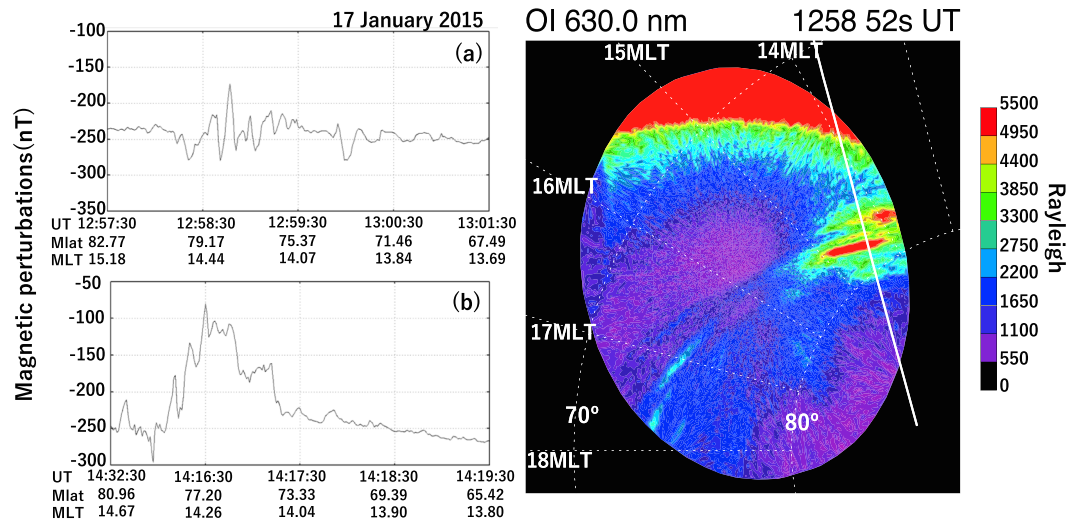 17 January 2015
OI 630.0 nm 1258 52s UT
Magnetic perturbations(nT)
(a)
-100
-150
-200
-250
-300
-350
UT 12:57:30 12:58:30 12:59:30 13:00:30 13:01:30
Mlat 82.77 79.17 75.37 71.46 67.49
MLT 15.18 14.44 14.07 13.84 13.69
(b)
-50
-100
-150
-200
-250
-300
UT 14:32:30 14:16:30 14:17:30 14:18:30 14:19:30
Mlat 80.96 77.20 73.33 69.39 65.42
MLT 14.67 14.26 14.04 13.90 13.80
15MLT 14MLT
16MLT
17MLT
70º 80º
18MLT
5500
4950
4400
3850
3300
2750
2200
1650
1100
550
0
Rayleigh